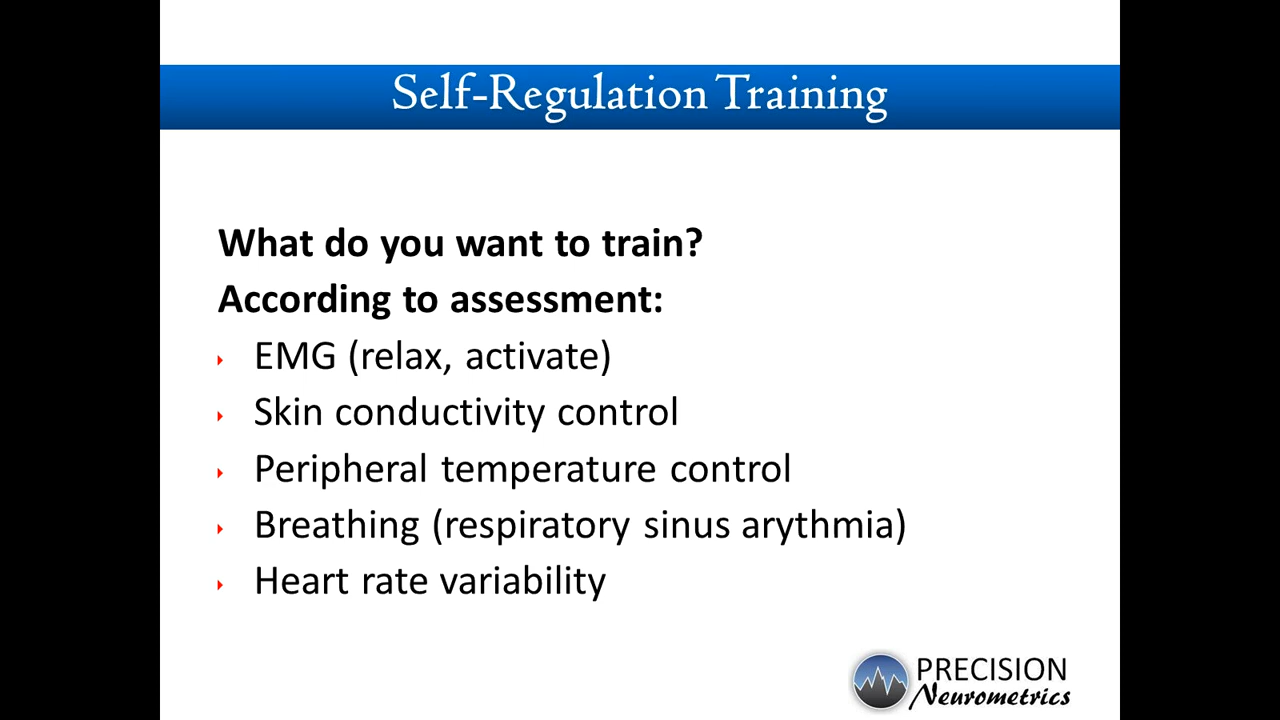 Self-Regulation Training
What do you want to train?
According to assessment:
EMG (relax, activate)
Skin conductivity control
Peripheral temperature control
Breathing (respiratory sinus arythmia)
Heart rate variability
PRECISION
Neurometrics